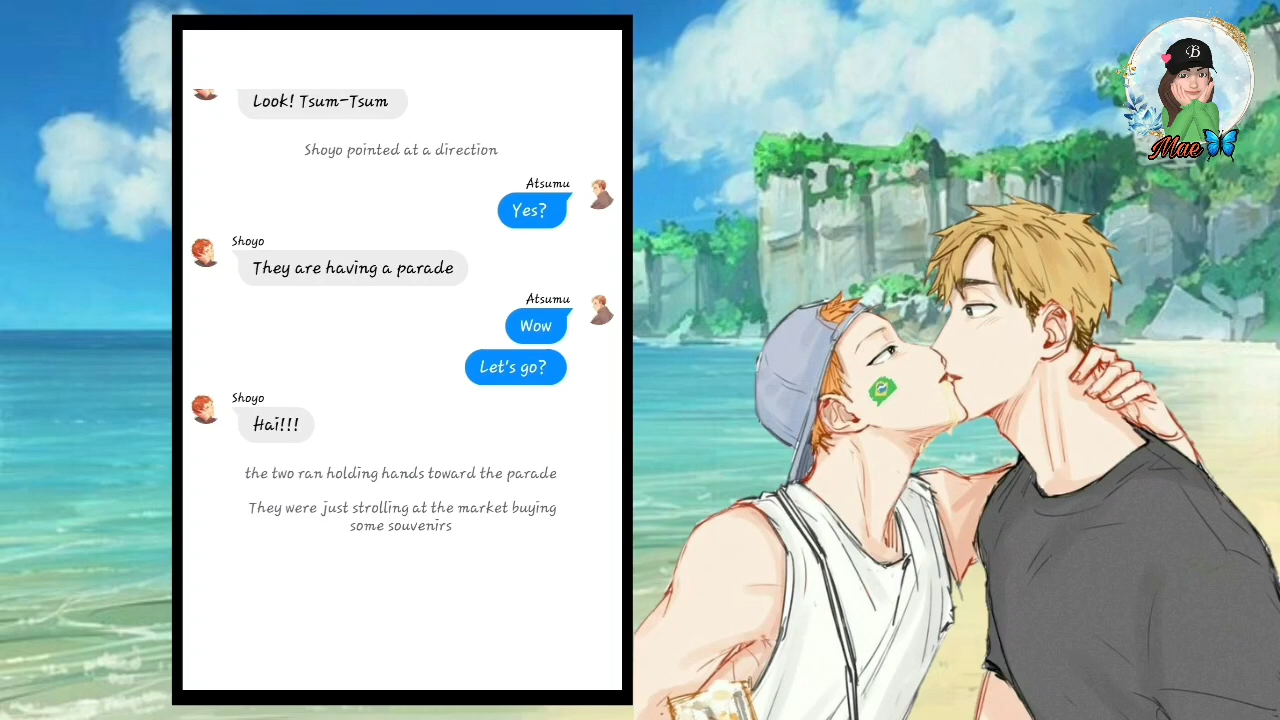 Look! Tsum-Tsum
Shoyo pointed at a direction
Atsumu
Yes?
Shoyo
They are having a parade
Atsumu
Wow
Let's go?
Shoyo
Hai!!!
the two ran holding hands toward the parade
They were just strolling at the market buying
some souvenirs
B
Mae